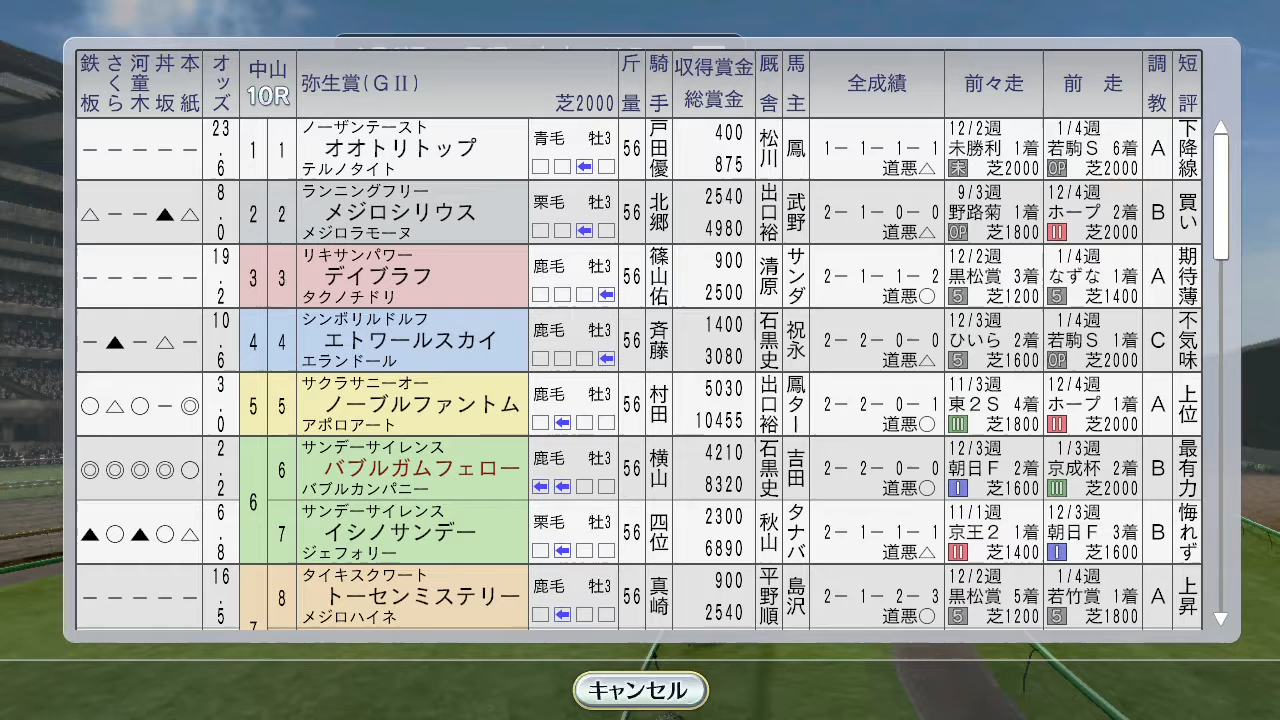 鉄板 さくら 河童木 丼坂 本紙 オッズ 中山 10R 弥生賞(GⅡ) 芝2000 斤量 騎手 収得賞金 総賞金 厩舎 馬主 全成績 前々走 前 走 調教 短評
－ － － － － 23.6 1 1 ノーザンテースト 青毛 牡3 56 戸田優 400 松川 鳳 1－ 1－ 1－ 1 12/2週 1/4週 A 下降線
オオトリトップ 未勝利 1着 若駒S 6着
テルノタイト 875 道悪△ 未 芝2000 OP 芝2000
△ － － ▲ △ 8.0 2 2 ランニングフリー 栗毛 牡3 56 北郷 2540 出口裕 武野 2－ 1－ 0－ 0 9/3週 12/4週 B 買い
メジロシリウス 野路菊 1着 ホープ 2着
メジロラモーヌ 4980 道悪△ OP 芝1800 Ⅱ 芝2000
－ － － － － 19.2 3 3 リキサンパワー 鹿毛 牡3 56 篠山佑 900 清原 サンダ 2－ 1－ 1－ 2 12/2週 1/4週 A 期待薄
デイブラフ 黒松賞 3着 なずな 1着
タクノチドリ 2500 道悪○ 5 芝1200 5 芝1400
－ ▲ － △ － 10.6 4 4 シンボリルドルフ 鹿毛 牡3 56 斉藤 1400 石黒史 祝永 2－ 2－ 0－ 0 12/3週 1/4週 C 不気味
エトワールスカイ ひいら 2着 若駒S 1着
エランドール 3080 道悪△ 5 芝1600 OP 芝2000
○ △ ○ － ◎ 3.0 5 5 サクラサニーオー 鹿毛 牡3 56 村田 5030 出口裕 鳳ター 2－ 2－ 0－ 1 11/3週 12/4週 A 上位
ノーブルファントム 東2S 4着 ホープ 1着
アポロアート 10455 道悪○ Ⅲ 芝1800 Ⅱ 芝2000
◎ ◎ ◎ ◎ ○ 2.2 6 6 サンデーサイレンス 鹿毛 牡3 56 横山 4210 石黒史 吉田 2－ 2－ 0－ 0 12/3週 1/3週 B 最有力
バブルガムフェロー 朝日F 2着 京成杯 2着
バブルカンパニー 8320 道悪○ Ⅰ 芝1600 Ⅲ 芝2000
▲ ○ ▲ ○ △ 6.8 7 サンデーサイレンス 栗毛 牡3 56 四位 2300 秋山 タナバ 2－ 1－ 1－ 1 11/1週 12/3週 B 侮れず
イシノサンデー 京王2 1着 朝日F 3着
ジェフォリー 6890 道悪△ Ⅱ 芝1400 Ⅰ 芝1600
－ － － － － 16.5 7 8 タイキスクワート 鹿毛 牡3 56 真崎 900 平野順 島沢 2－ 1－ 2－ 3 12/2週 1/4週 A 上昇
トーセンミステリー 黒松賞 5着 若竹賞 1着
メジロハイネ 2540 道悪○ 5 芝1200 5 芝1800
キャンセル